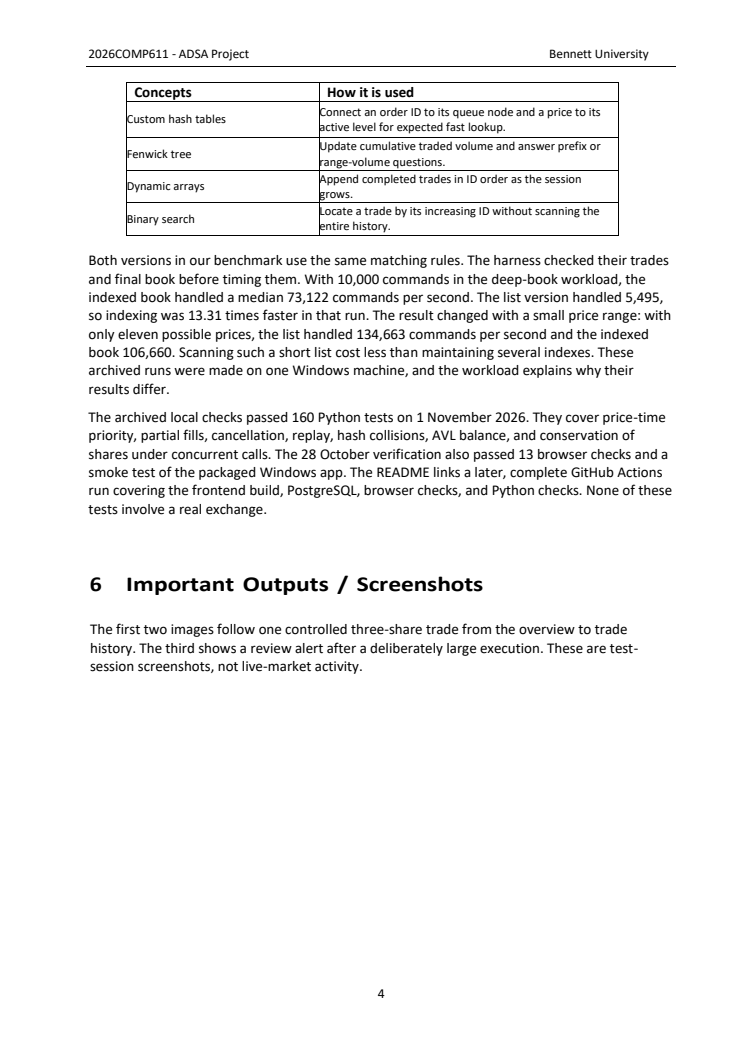 2026COMP611 - ADSA Project Bennett University
Concepts How it is used
Custom hash tables Connect an order ID to its queue node and a price to its
active level for expected fast lookup.
Fenwick tree Update cumulative traded volume and answer prefix or
range-volume questions.
Dynamic arrays Append completed trades in ID order as the session
grows.
Binary search Locate a trade by its increasing ID without scanning the
entire history.
Both versions in our benchmark use the same matching rules. The harness checked their trades
and final book before timing them. With 10,000 commands in the deep-book workload, the
indexed book handled a median 73,122 commands per second. The list version handled 5,495,
so indexing was 13.31 times faster in that run. The result changed with a small price range: with
only eleven possible prices, the list handled 134,663 commands per second and the indexed
book 106,660. Scanning such a short list cost less than maintaining several indexes. These
archived runs were made on one Windows machine, and the workload explains why their
results differ.
The archived local checks passed 160 Python tests on 1 November 2026. They cover price-time
priority, partial fills, cancellation, replay, hash collisions, AVL balance, and conservation of
shares under concurrent calls. The 28 October verification also passed 13 browser checks and a
smoke test of the packaged Windows app. The README links a later, complete GitHub Actions
run covering the frontend build, PostgreSQL, browser checks, and Python checks. None of these
tests involve a real exchange.
6 Important Outputs / Screenshots
The first two images follow one controlled three-share trade from the overview to trade
history. The third shows a review alert after a deliberately large execution. These are test-
session screenshots, not live-market activity.
4